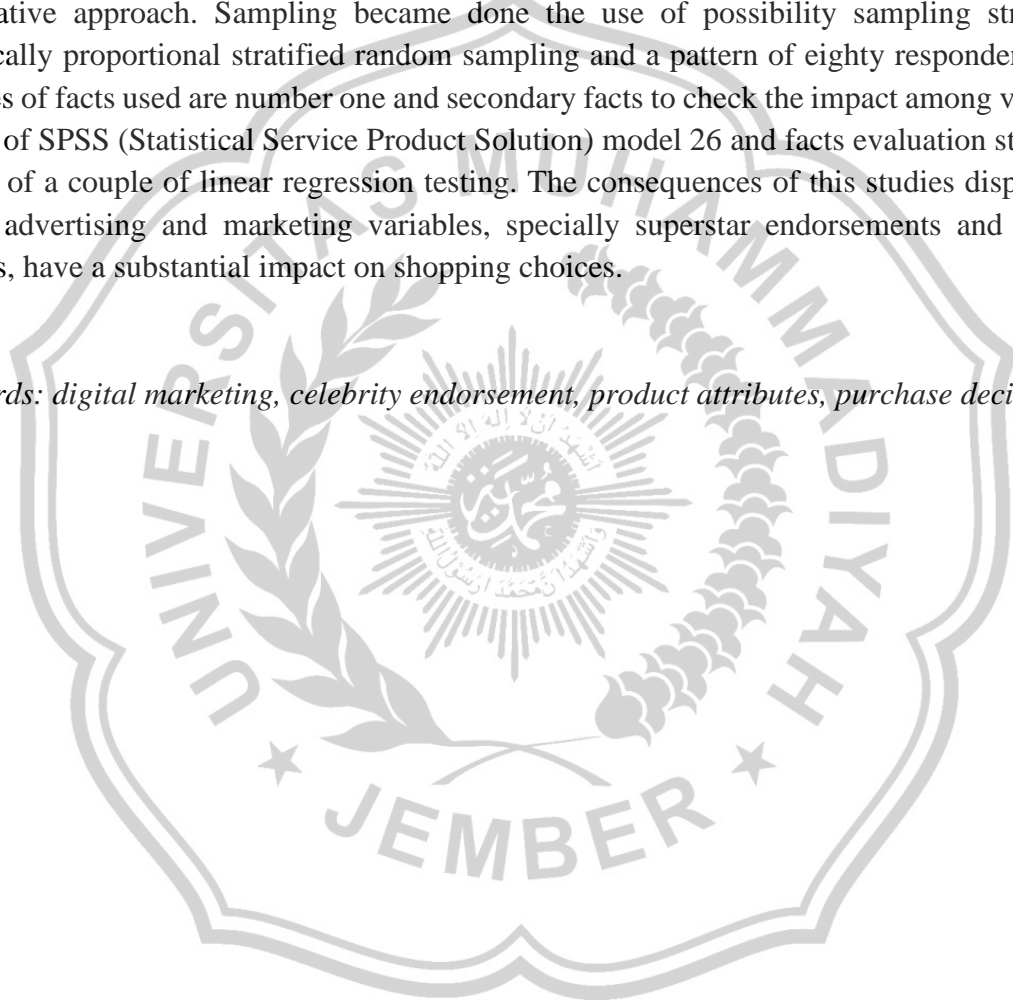 ative approach. Sampling became done the use of possibility sampling str
cally proportional stratified random sampling and a pattern of eighty responder
es of facts used are number one and secondary facts to check the impact among v
of SPSS (Statistical Service Product Solution) model 26 and facts evaluation st
of a couple of linear regression testing. The consequences of this studies disp
advertising and marketing variables, specially superstar endorsements and
s, have a substantial impact on shopping choices.
rds: digital marketing, celebrity endorsement, product attributes, purchase deci
UNIVERSITAS MUHAMMADIYAH
JEMBER